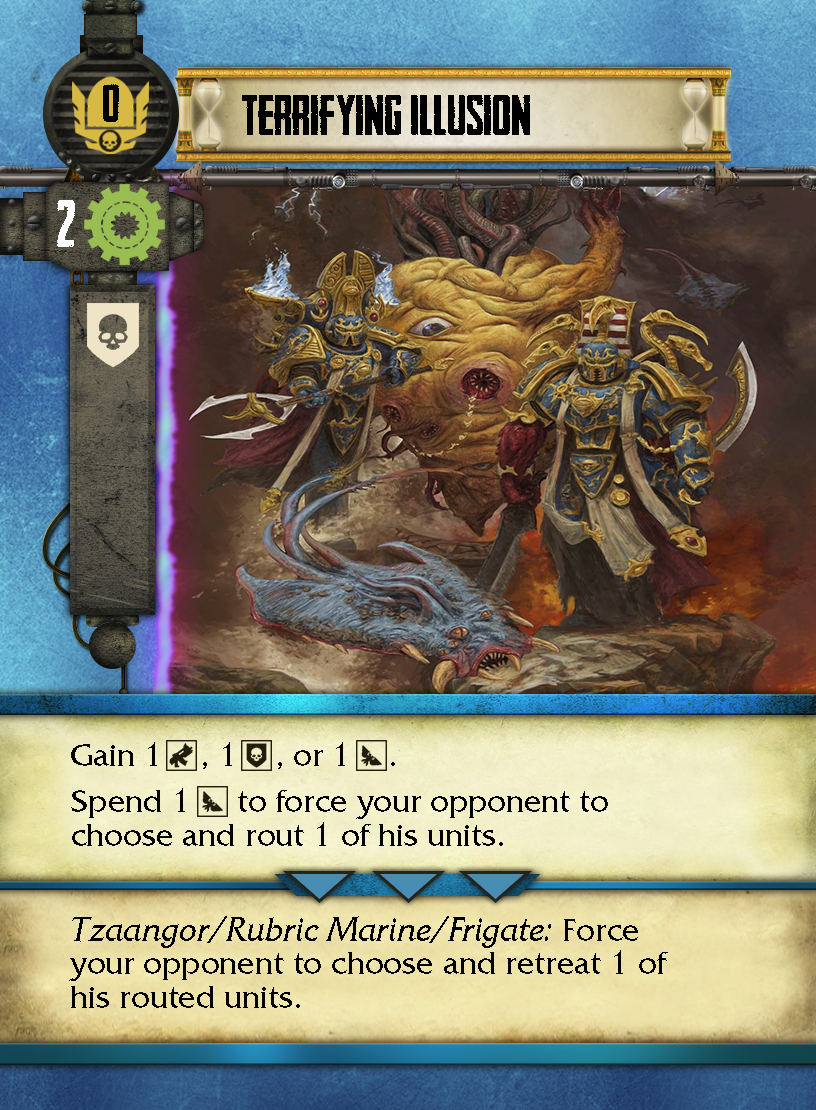 0
TERRIFYING ILLUSION
2
Gain 1 , 1 , or 1 .
Spend 1 to force your opponent to
choose and rout 1 of his units.
Tzaangor/Rubric Marine/Frigate: Force
your opponent to choose and retreat 1 of
his routed units.